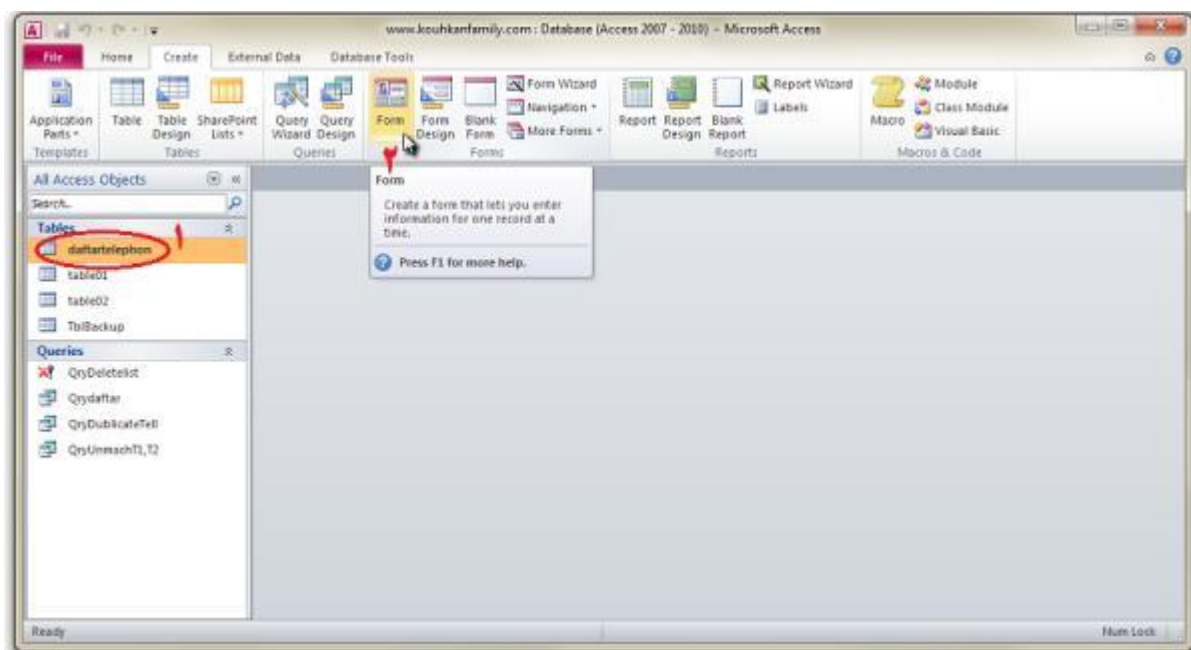 www.kouhkanfamily.com : Database (Access 2007 - 2010) - Microsoft Access
File Home Create External Data Database Tools
Application Parts Table Table Design SharePoint Lists Query Wizard Query Design Form Form Design Blank Form Form Wizard Navigation More Forms Report Report Design Blank Report Report Wizard Labels Macro Module Class Module Visual Basic
Templates Tables Queries Forms Reports Macros & Code
۱
۲
All Access Objects
Search..
Tables
daftartelephon
table01
table02
TblBackup
Queries
QryDeletelist
Qrydaftar
QryDublicateTell
QryUnmachT1,T2
Form
Create a form that lets you enter
information for one record at a
time.
Press F1 for more help.
Ready Num Lock